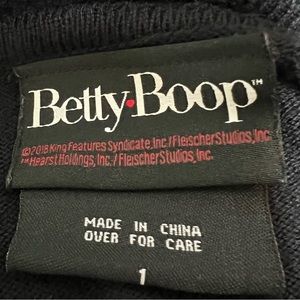 Betty•Boop™
©2018 King Features Syndicate, Inc./Fleischer Studios, Inc.
™Hearst Holdings, Inc./Fleischer Studios, Inc.
MADE IN CHINA
OVER FOR CARE
1